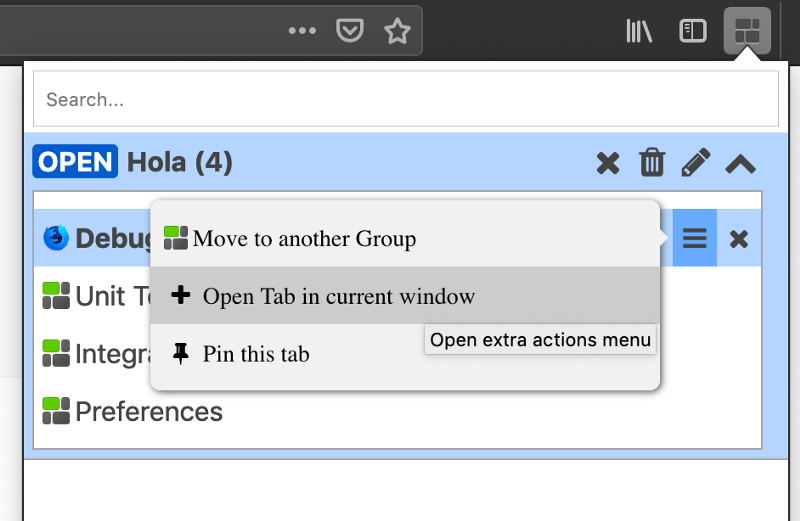 Search...
OPEN Hola (4)
Debug
Move to another Group
Unit T
Open Tab in current window
Open extra actions menu
Integra
Pin this tab
Preferences